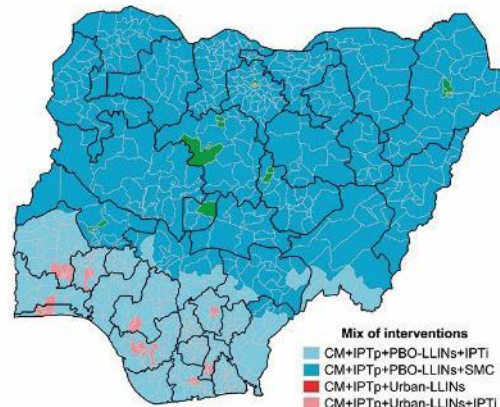 Mix of interventions
CM+IPTp+PBO-LLINs+IPTi
CM+IPTp+PBO-LLINs+SMC
CM+IPTp+Urban-LLINs
CM+IPTp+Urban-LLINs+IPTi